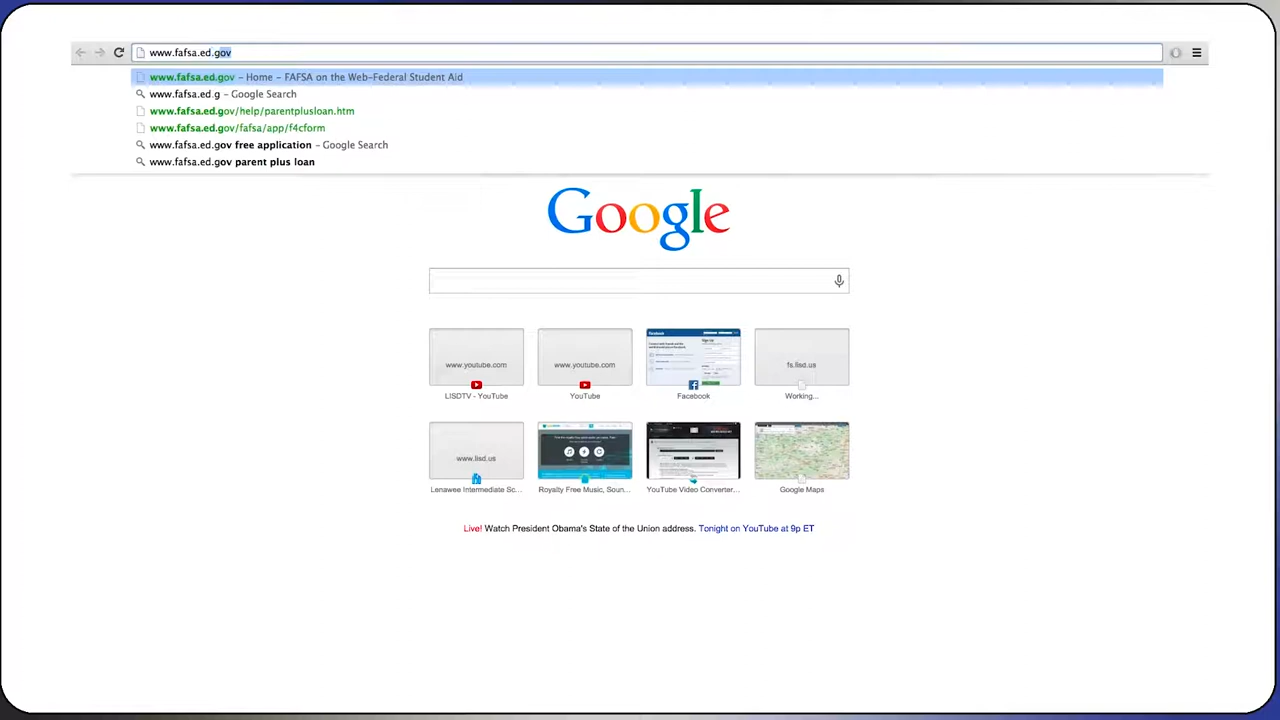 www.fafsa.ed.gov
www.fafsa.ed.gov – Home – FAFSA on the Web–Federal Student Aid
www.fafsa.ed.g – Google Search
www.fafsa.ed.gov/help/parentplusloan.htm
www.fafsa.ed.gov/fafsa/app/f4cform
www.fafsa.ed.gov free application – Google Search
www.fafsa.ed.gov parent plus loan
Google
www.youtube.com www.youtube.com fs.lisd.us
LISDTV - YouTube YouTube Facebook Working...
www.lisd.us
Lenawee Intermediate Sc... Royalty Free Music, Soun... YouTube Video Converter... Google Maps
Live! Watch President Obama's State of the Union address. Tonight on YouTube at 9p ET